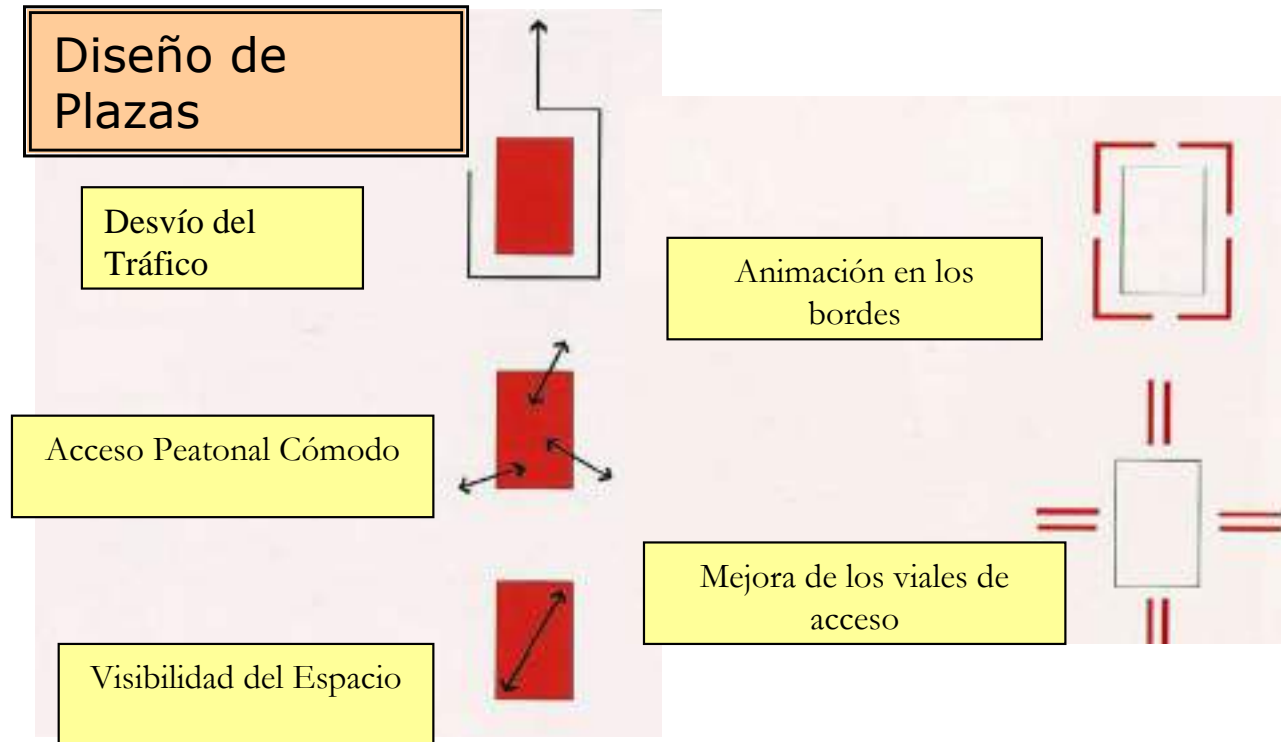 Diseño de
Plazas
Desvío del
Tráfico
Acceso Peatonal Cómodo
Visibilidad del Espacio
Animación en los
bordes
Mejora de los viales de
acceso